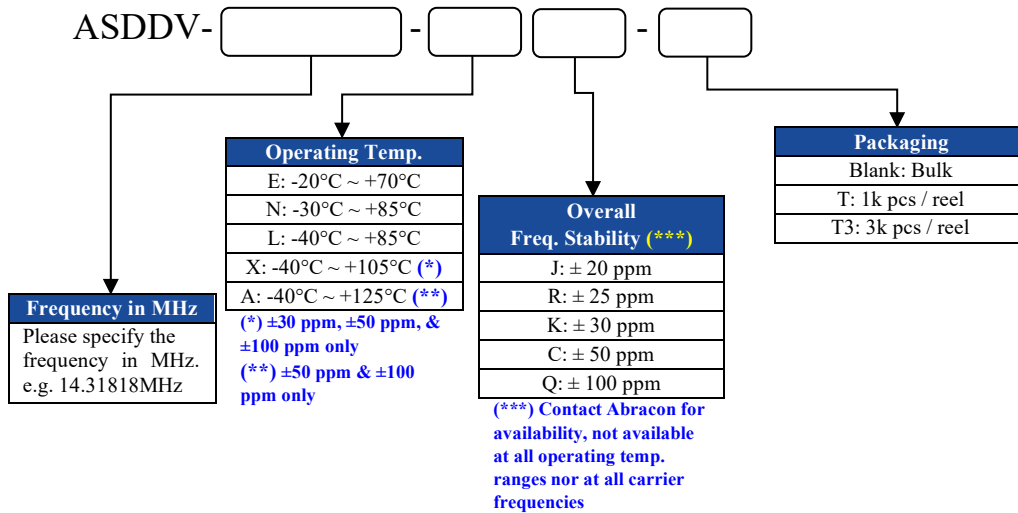 ASDDV- - -
Operating Temp.
E: -20°C ~ +70°C
N: -30°C ~ +85°C
L: -40°C ~ +85°C
X: -40°C ~ +105°C (*)
A: -40°C ~ +125°C (**)
(*) ±30 ppm, ±50 ppm, &
±100 ppm only
(**) ±50 ppm & ±100
ppm only
Packaging
Blank: Bulk
T: 1k pcs / reel
T3: 3k pcs / reel
Overall
Freq. Stability (***)
J: ± 20 ppm
R: ± 25 ppm
K: ± 30 ppm
C: ± 50 ppm
Q: ± 100 ppm
(***) Contact Abracon for
availability, not available
at all operating temp.
ranges nor at all carrier
frequencies
Frequency in MHz
Please specify the
frequency in MHz.
e.g. 14.31818MHz